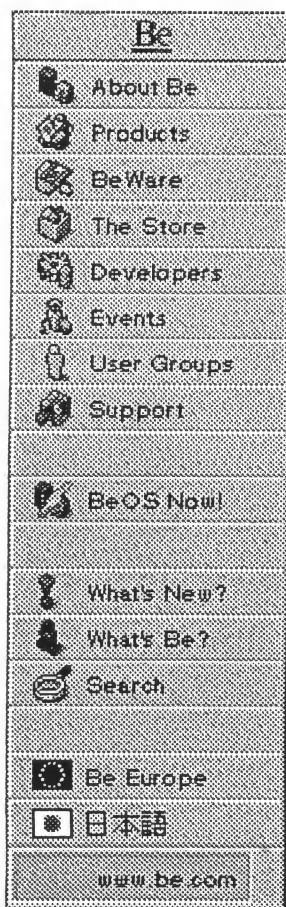 Be
About Be
Products
BeWare
The Store
Developers
Events
User Groups
Support
BeOS Now!
What's New?
What's Be?
Search
Be Europe
日本語
www.be.com